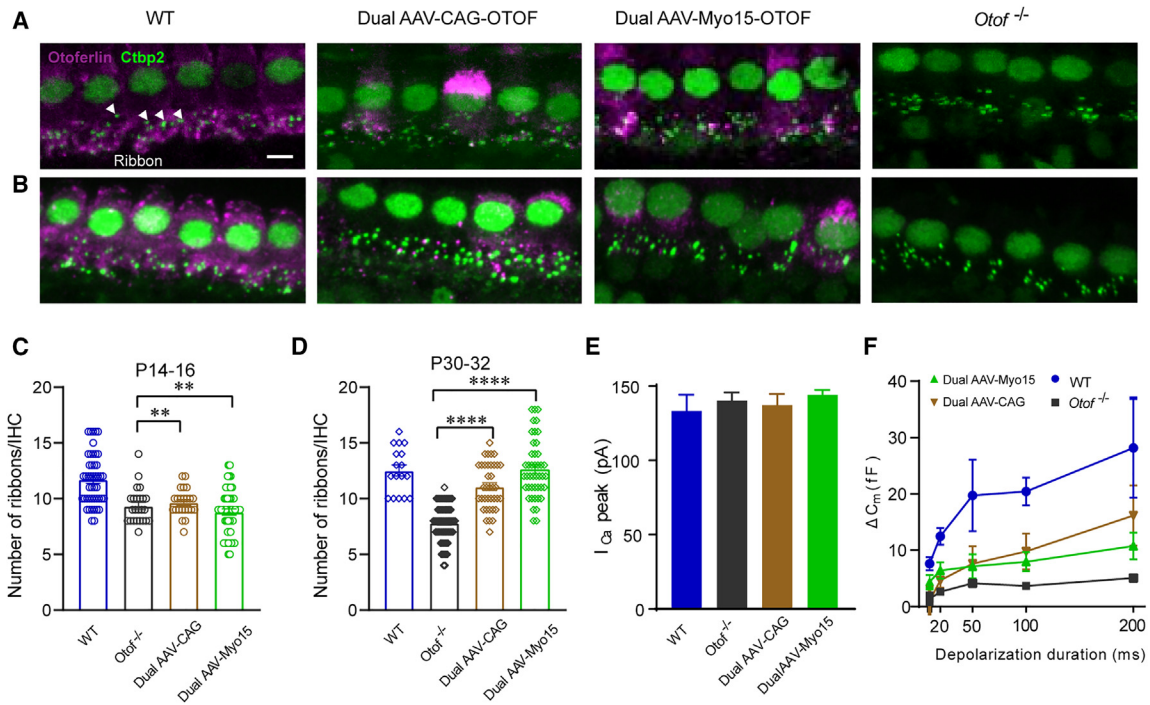 A
WT
Dual AAV-CAG-OTOF
Dual AAV-Myo15-OTOF
Otof -/-
Otoferlin Ctbp2
Ribbon
B
C
P14-16
**
**
Number of ribbons/IHC
20
15
10
5
0
WT
Otof -/-
Dual AAV-CAG
Dual AAV-Myo15
D
P30-32
****
****
Number of ribbons/IHC
20
15
10
5
0
WT
Otof -/-
Dual AAV-CAG
Dual AAV-Myo15
E
I Ca peak (pA)
150
100
50
0
WT
Otof -/-
Dual AAV-CAG
DualAAV-Myo15
F
Dual AAV-Myo15
WT
Dual AAV-CAG
Otof -/-
ΔCm (fF)
40
30
20
10
0
20 50 100 200
Depolarization duration (ms)